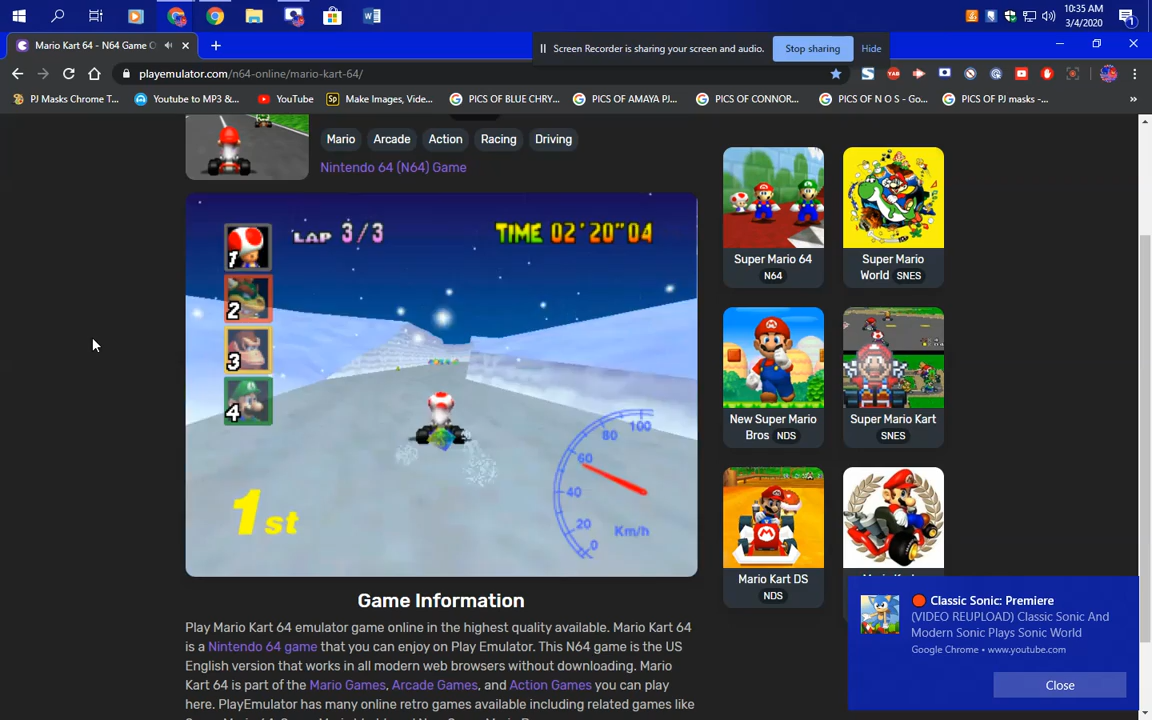 10:35 AM
3/4/2020
1
Mario Kart 64 - N64 Game O
Screen Recorder is sharing your screen and audio.
Stop sharing
Hide
playemulator.com/n64-online/mario-kart-64/
PJ Masks Chrome T...
Youtube to MP3 &...
YouTube
Sp
Make Images, Vide...
PICS OF BLUE CHRY...
PICS OF AMAYA PJ...
PICS OF CONNOR...
PICS OF N O S - Go...
PICS OF PJ masks -...
Mario
Arcade
Action
Racing
Driving
Nintendo 64 (N64) Game
LAP 3/3
TIME 02'20"04
1
2
3
4
1st
100
80
60
40
20
0
Km/h
Super Mario 64
N64
Super Mario
World SNES
New Super Mario
Bros NDS
Super Mario Kart
SNES
Mario Kart DS
NDS
Game Information
Play Mario Kart 64 emulator game online in the highest quality available. Mario Kart 64
is a Nintendo 64 game that you can enjoy on Play Emulator. This N64 game is the US
English version that works in all modern web browsers without downloading. Mario
Kart 64 is part of the Mario Games, Arcade Games, and Action Games you can play
here. PlayEmulator has many online retro games available including related games like
Classic Sonic: Premiere
(VIDEO REUPLOAD) Classic Sonic And
Modern Sonic Plays Sonic World
Google Chrome • www.youtube.com
Close